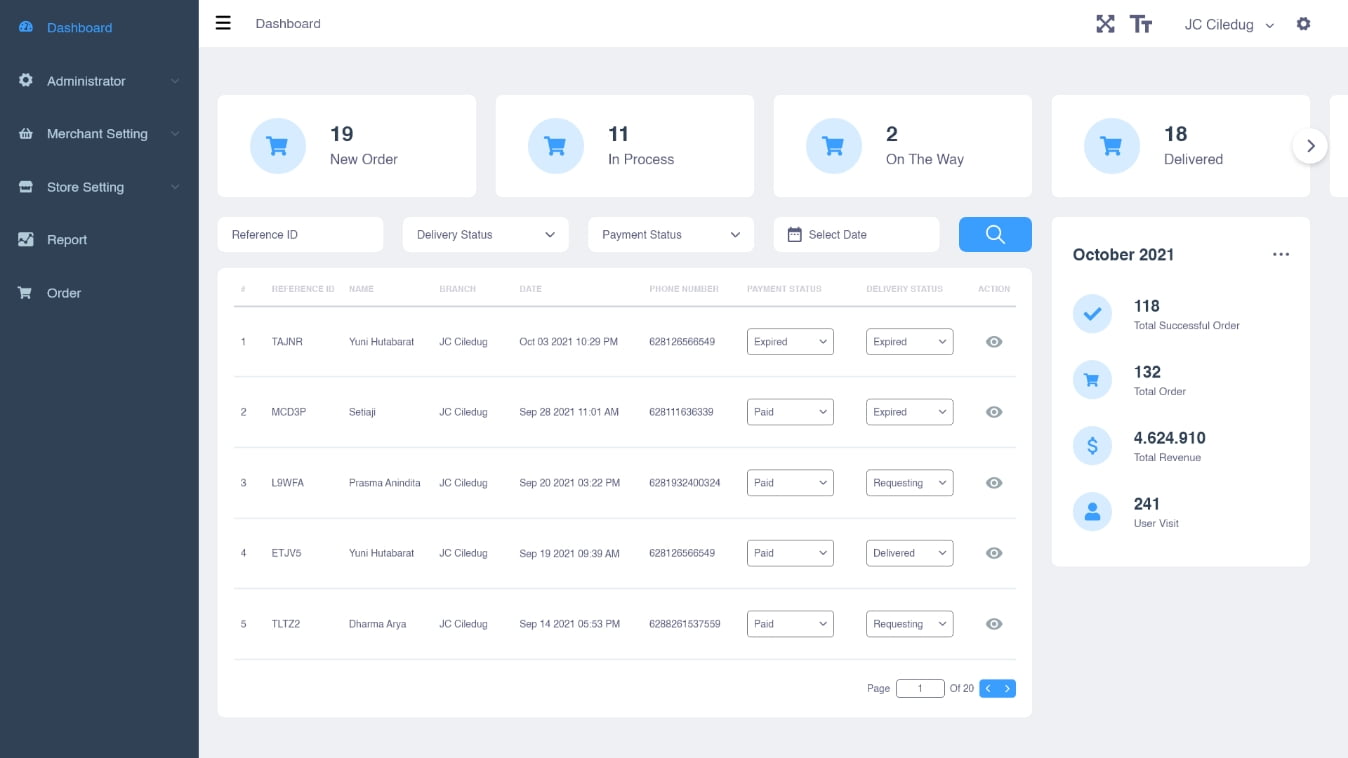 Dashboard
Administrator
Merchant Setting
Store Setting
Report
Order
Dashboard
JC Ciledug
19
New Order
11
In Process
2
On The Way
18
Delivered
Reference ID
Delivery Status
Payment Status
Select Date
# REFERENCE ID NAME BRANCH DATE PHONE NUMBER PAYMENT STATUS DELIVERY STATUS ACTION
1 TAJNR Yuni Hutabarat JC Ciledug Oct 03 2021 10:29 PM 628126566549 Expired Expired
2 MCD3P Setiaji JC Ciledug Sep 28 2021 11:01 AM 628111636339 Paid Expired
3 L9WFA Prasma Anindita JC Ciledug Sep 20 2021 03:22 PM 6281932400324 Paid Requesting
4 ETJV5 Yuni Hutabarat JC Ciledug Sep 19 2021 09:39 AM 628126566549 Paid Delivered
5 TLTZ2 Dharma Arya JC Ciledug Sep 14 2021 05:53 PM 6288261537559 Paid Requesting
Page 1 Of 20
October 2021
118
Total Successful Order
132
Total Order
4.624.910
Total Revenue
241
User Visit